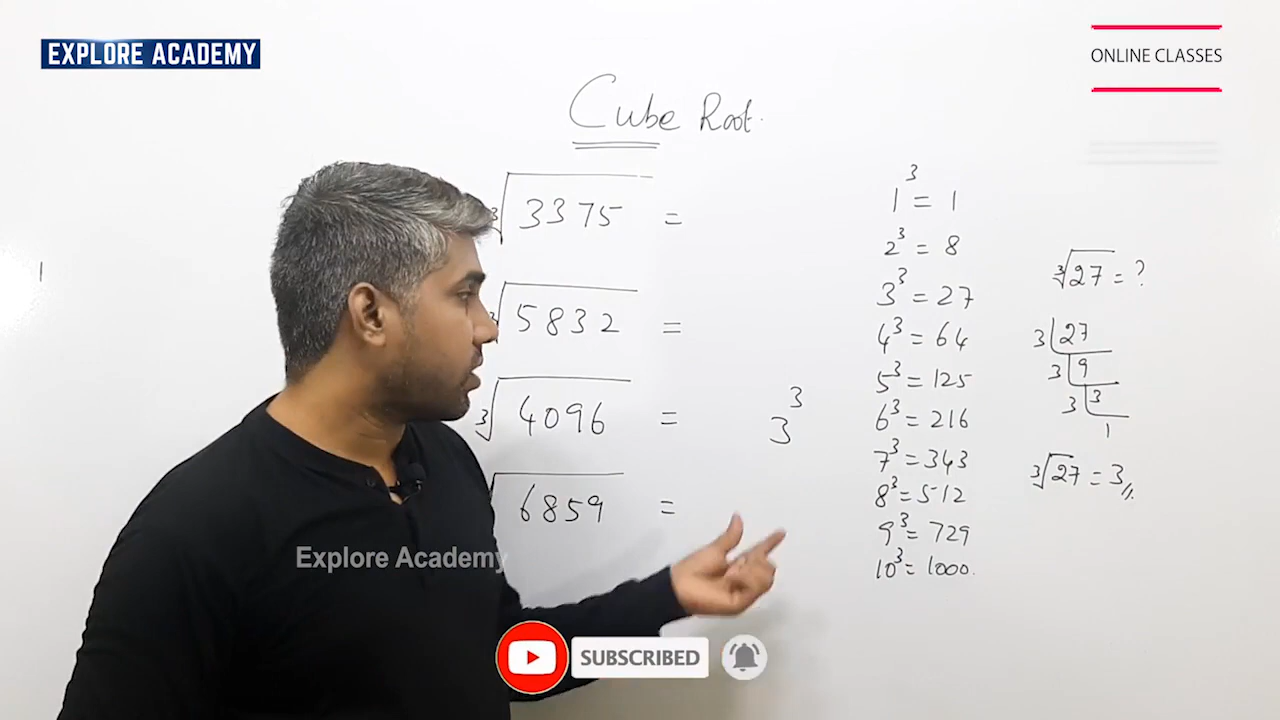 EXPLORE ACADEMY
ONLINE CLASSES
Cube Root.
∛3375 =
∛5832 =
∛4096 =
∛6859 =
3³
1³ = 1
2³ = 8
3³ = 27
4³ = 64
5³ = 125
6³ = 216
7³ = 343
8³ = 512
9³ = 729
10³ = 1000.
∛27 = ?
3 27
3 9
3 3
1
∛27 = 3
Explore Academy
SUBSCRIBED